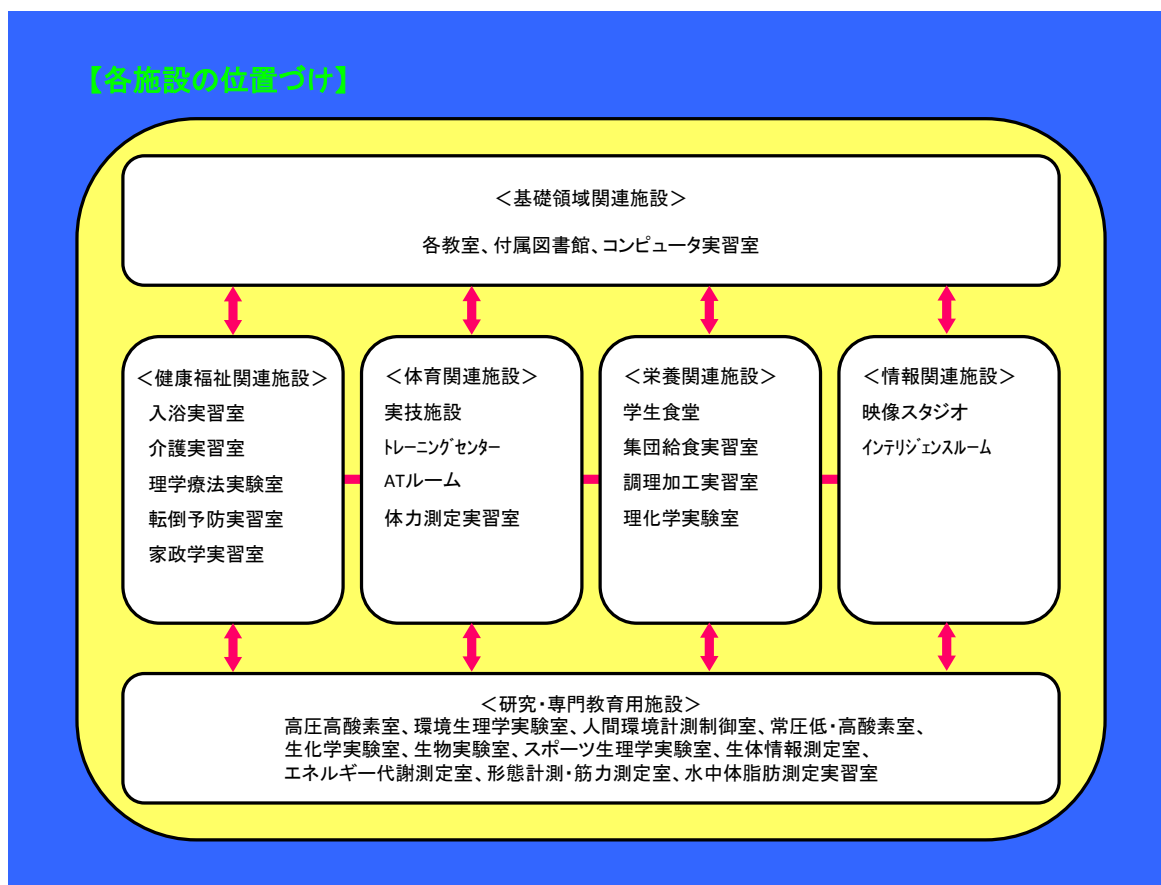 【各施設の位置づけ】
＜基礎領域関連施設＞
各教室、付属図書館、コンピュータ実習室
＜健康福祉関連施設＞
入浴実習室
介護実習室
理学療法実験室
転倒予防実習室
家政学実習室
＜体育関連施設＞
実技施設
ﾄﾚｰﾆﾝｸﾞｾﾝﾀｰ
ATルーム
体力測定実習室
＜栄養関連施設＞
学生食堂
集団給食実習室
調理加工実習室
理化学実験室
＜情報関連施設＞
映像スタジオ
ｲﾝﾃﾘｼﾞｪﾝｽﾙｰﾑ
＜研究・専門教育用施設＞
高圧高酸素室、環境生理学実験室、人間環境計測制御室、常圧低・高酸素室、
生化学実験室、生物実験室、スポーツ生理学実験室、生体情報測定室、
エネルギー代謝測定室、形態計測・筋力測定室、水中体脂肪測定実習室